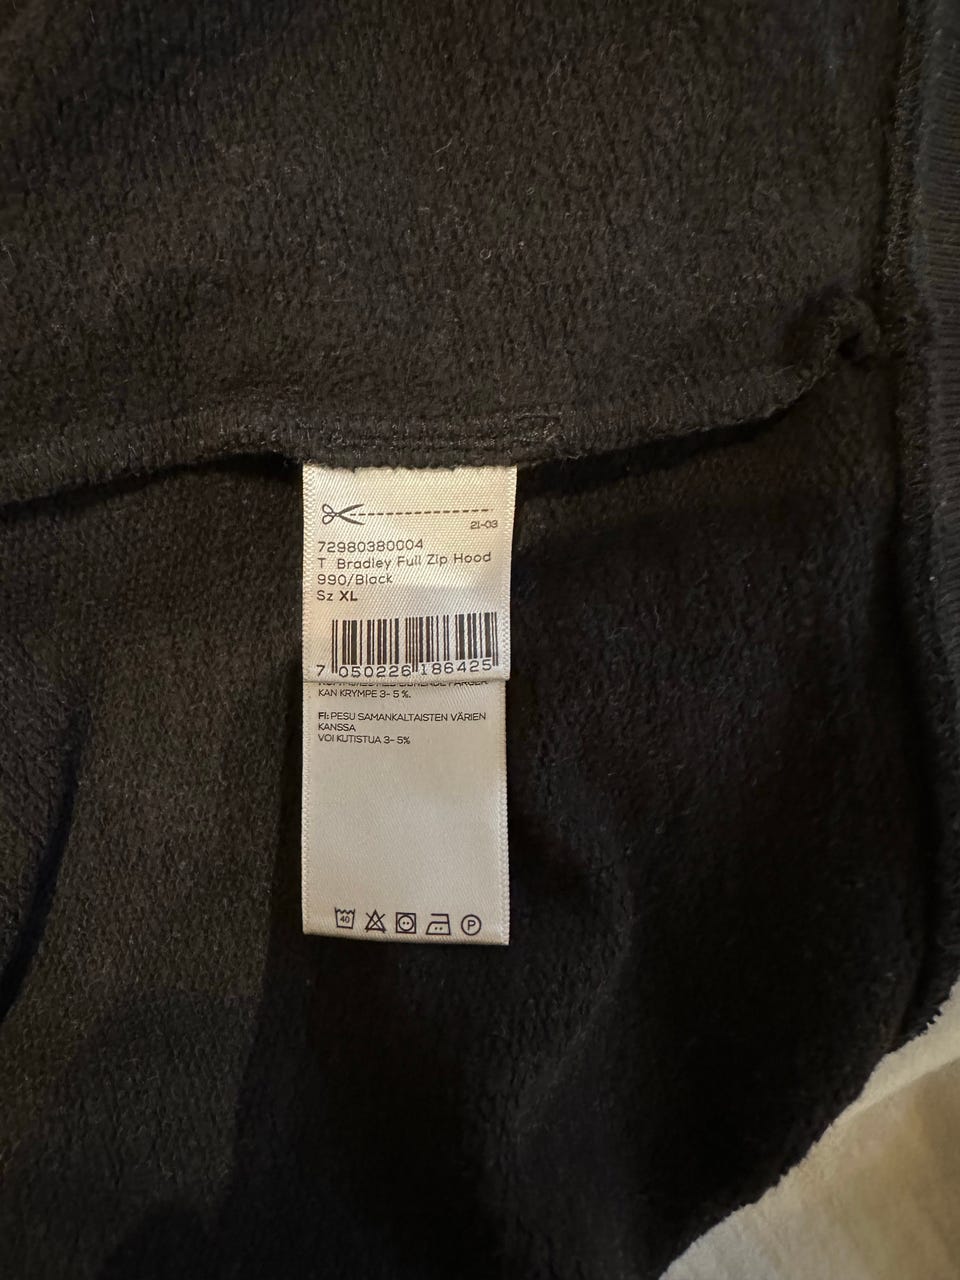 21-03
72980380004
T Bradley Full Zip Hood
990/Black
Sz XL
7 050226 186425
KAN KRYMPE 3- 5 %.
FI: PESU SAMANKALTAISTEN VÄRIEN
KANSSA
VOI KUTISTUA 3- 5%
40
P